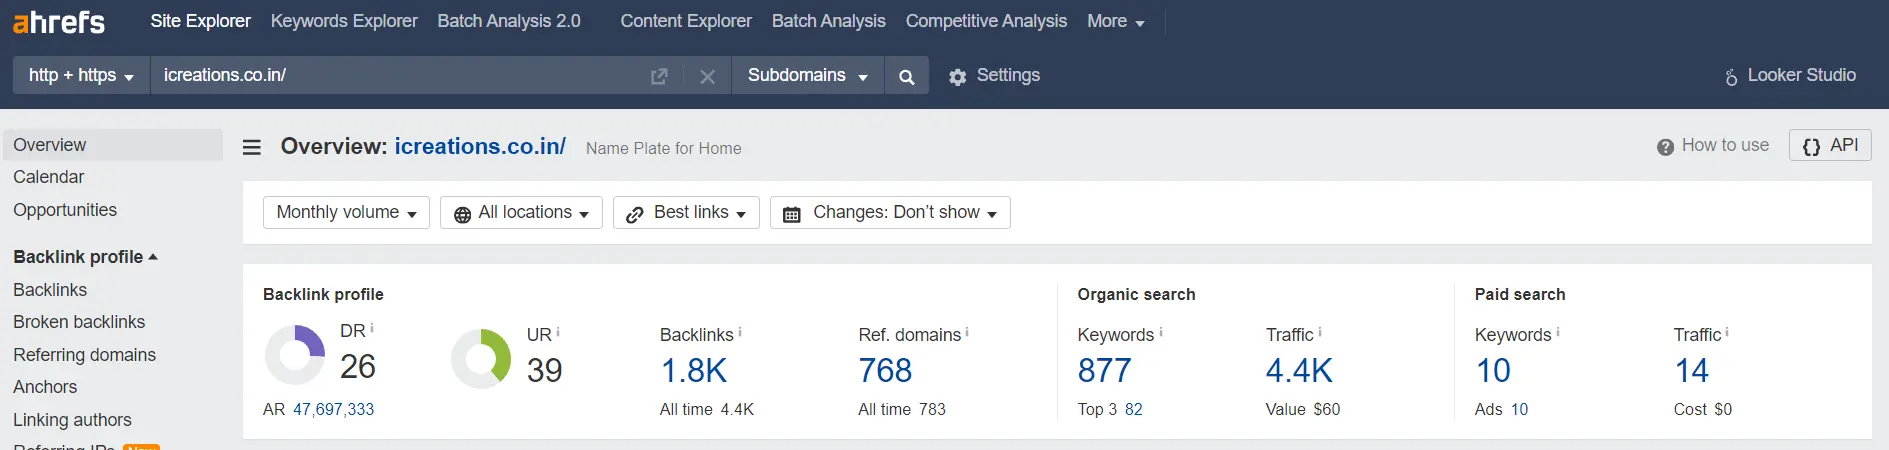 ahrefs Site Explorer Keywords Explorer Batch Analysis 2.0 Content Explorer Batch Analysis Competitive Analysis More
http + https icreations.co.in/ Subdomains Settings Looker Studio
Overview
Calendar
Opportunities
Backlink profile
Backlinks
Broken backlinks
Referring domains
Anchors
Linking authors
Referring IPs New
Overview: icreations.co.in/ Name Plate for Home How to use API
Monthly volume All locations Best links Changes: Don't show
Backlink profile
DR UR Backlinks Ref. domains
26 39 1.8K 768
AR 47,697,333 All time 4.4K All time 783
Organic search
Keywords Traffic
877 4.4K
Top 3 82 Value $60
Paid search
Keywords Traffic
10 14
Ads 10 Cost $0